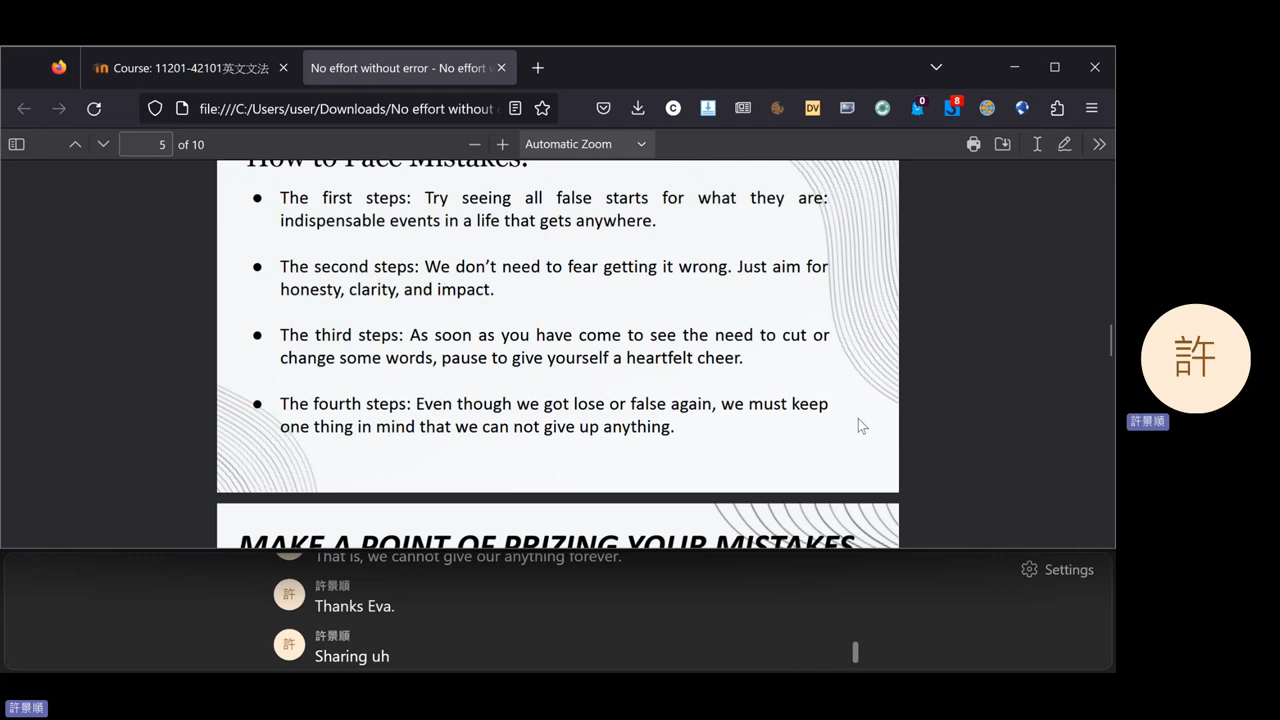 Course: 11201-42101英文文法
No effort without error - No effort w
file:///C:/Users/user/Downloads/No effort without
C
DV
0
8
5
of 10
Automatic Zoom
How to Face Mistakes:
● The first steps: Try seeing all false starts for what they are:
indispensable events in a life that gets anywhere.
● The second steps: We don't need to fear getting it wrong. Just aim for
honesty, clarity, and impact.
● The third steps: As soon as you have come to see the need to cut or
change some words, pause to give yourself a heartfelt cheer.
● The fourth steps: Even though we got lose or false again, we must keep
one thing in mind that we can not give up anything.
MAKE A POINT OF PRIZING YOUR MISTAKES
That is, we cannot give our anything forever.
Settings
許景順
許
Thanks Eva.
許景順
許
Sharing uh
許
許景順
許景順